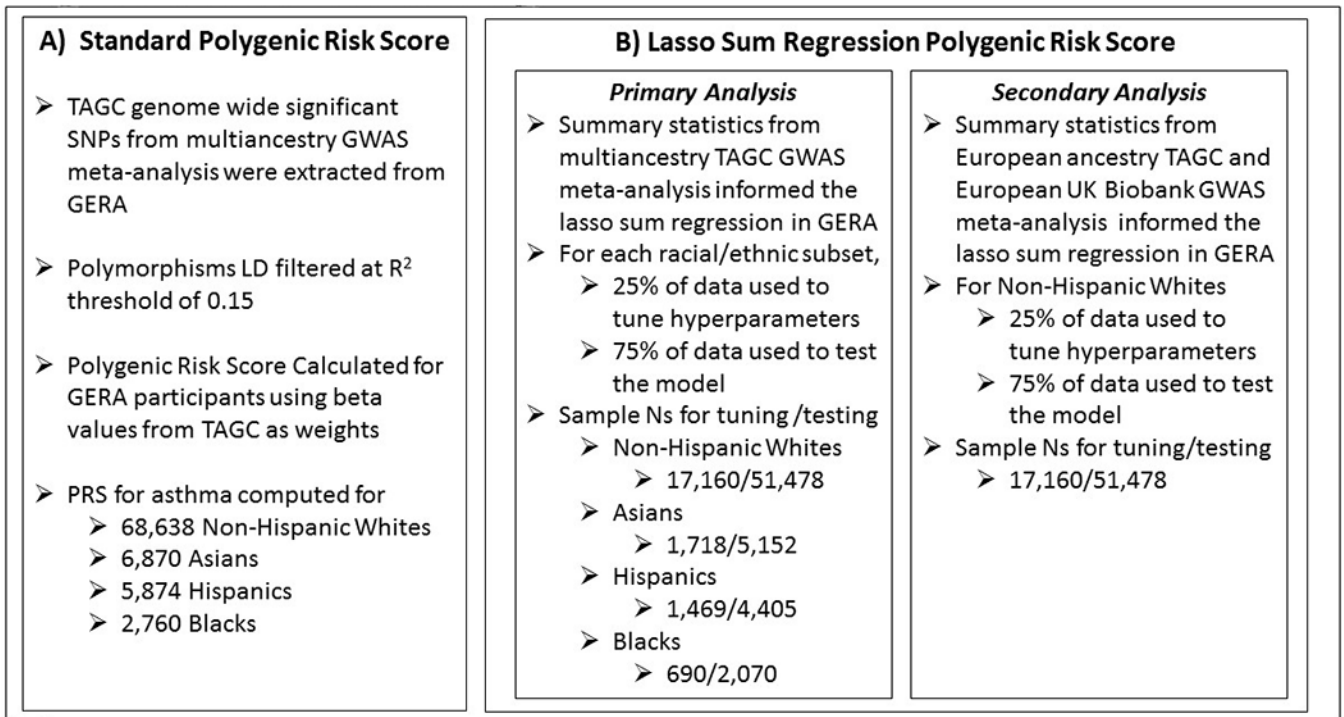 A) Standard Polygenic Risk Score
➤ TAGC genome wide significant
SNPs from multiancestry GWAS
meta-analysis were extracted from
GERA
➤ Polymorphisms LD filtered at R²
threshold of 0.15
➤ Polygenic Risk Score Calculated for
GERA participants using beta
values from TAGC as weights
➤ PRS for asthma computed for
➤ 68,638 Non-Hispanic Whites
➤ 6,870 Asians
➤ 5,874 Hispanics
➤ 2,760 Blacks
B) Lasso Sum Regression Polygenic Risk Score
Primary Analysis
➤ Summary statistics from
multiancestry TAGC GWAS
meta-analysis informed the
lasso sum regression in GERA
➤ For each racial/ethnic subset,
➤ 25% of data used to
tune hyperparameters
➤ 75% of data used to test
the model
➤ Sample Ns for tuning /testing
➤ Non-Hispanic Whites
➤ 17,160/51,478
➤ Asians
➤ 1,718/5,152
➤ Hispanics
➤ 1,469/4,405
➤ Blacks
➤ 690/2,070
Secondary Analysis
➤ Summary statistics from
European ancestry TAGC and
European UK Biobank GWAS
meta-analysis informed the
lasso sum regression in GERA
➤ For Non-Hispanic Whites
➤ 25% of data used to
tune hyperparameters
➤ 75% of data used to test
the model
➤ Sample Ns for tuning/testing
➤ 17,160/51,478